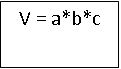 V = a*b*c